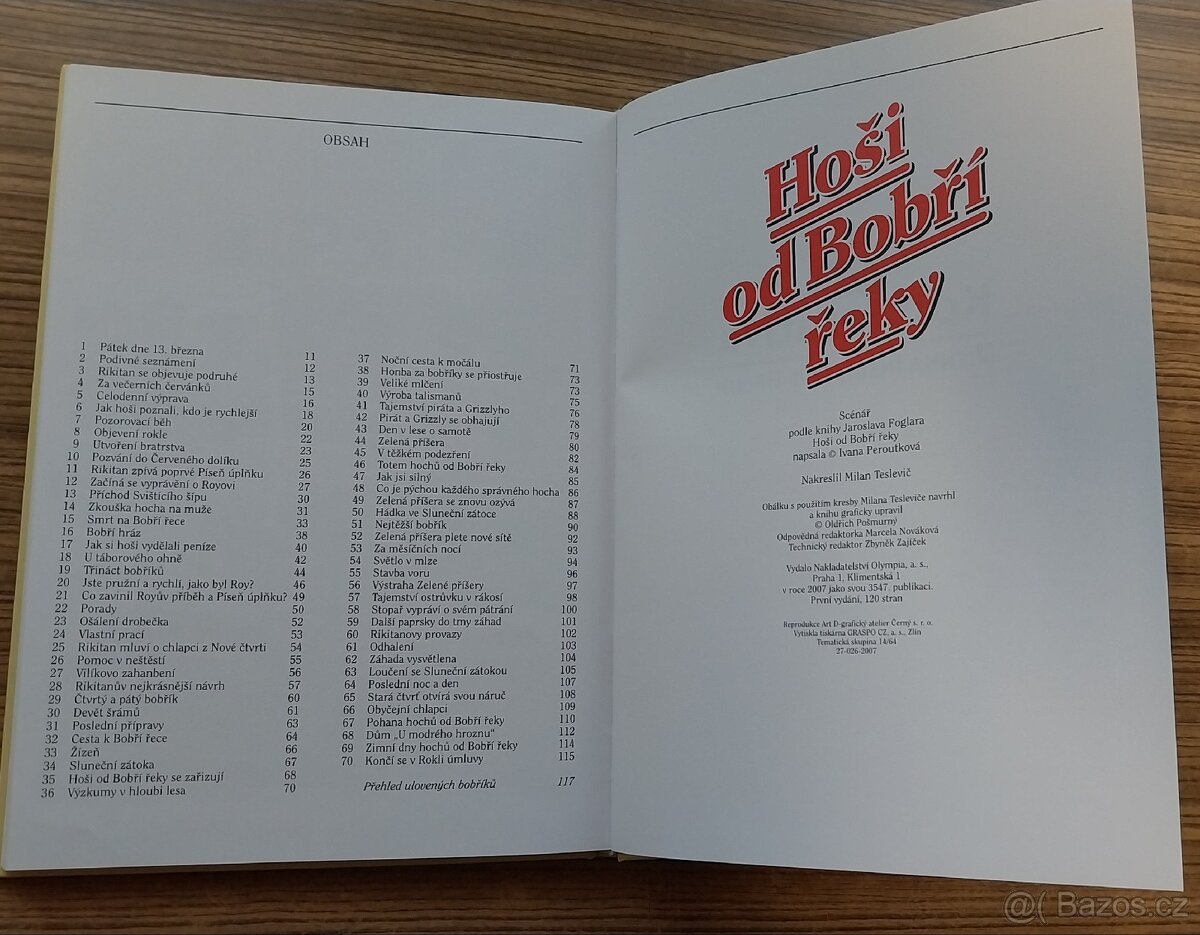 OBSAH
1 Pátek dne 13. března 11
2 Podivné seznámení 12
3 Rikitan se objevuje podruhé 13
4 Za večerních červánků 15
5 Celodenní výprava 16
6 Jak hoši poznali, kdo je rychlejší 18
7 Pozorovací běh 20
8 Objevení rokle 22
9 Utvoření bratrstva 23
10 Pozvání do Červeného dolíku 25
11 Rikitan zpívá poprvé Píseň úplňku 26
12 Začíná se vyprávění o Royovi 27
13 Příchod Svištícího šípu 30
14 Zkouška hocha na muže 31
15 Smrt na Bobří řece 33
16 Bobří hráz 38
17 Jak si hoši vydělali peníze 40
18 U táborového ohně 42
19 Třináct bobříků 44
20 Jste pružní a rychlí, jako byl Roy? 46
21 Co zavinil Royův příběh a Píseň úplňku? 49
22 Porady 50
23 Ošálení drobečka 52
24 Vlastní prací 53
25 Rikitan mluví o chlapci z Nové čtvrti 54
26 Pomoc v neštěstí 55
27 Vilíkovo zahanbení 56
28 Rikitanův nejkrásnější návrh 57
29 Čtvrtý a pátý bobřík 60
30 Devět šrámů 61
31 Poslední přípravy 63
32 Cesta k Bobří řece 64
33 Žízeň 66
34 Sluneční zátoka 67
35 Hoši od Bobří řeky se zařizují 68
36 Výzkumy v hloubi lesa 70
37 Noční cesta k močálu 71
38 Honba za bobříky se přiostřuje 73
39 Veliké mlčení 73
40 Výroba talismanů 75
41 Tajemství piráta a Grizzlyho 76
42 Pirát a Grizzly se obhajují 78
43 Den v lese o samotě 79
44 Zelená příšera 80
45 V těžkém podezření 82
46 Totem hochů od Bobří řeky 84
47 Jak jsi silný 85
48 Co je pýchou každého správného hocha 86
49 Zelená příšera se znovu ozývá 87
50 Hádka ve Sluneční zátoce 88
51 Nejtěžší bobřík 90
52 Zelená příšera plete nové sítě 92
53 Za měsíčních nocí 93
54 Světlo v mlze 94
55 Stavba voru 96
56 Výstraha Zelené příšery 97
57 Tajemství ostrůvku v rákosí 98
58 Stopař vypráví o svém pátrání 100
59 Další paprsky do tmy záhad 101
60 Rikitanovy provazy 102
61 Odhalení 103
62 Záhada vysvětlena 104
63 Loučení se Sluneční zátokou 105
64 Poslední noc a den 107
65 Stará čtvrť otvírá svou náruč 108
66 Obyčejní chlapci 109
67 Pohana hochů od Bobří řeky 110
68 Dům „U modrého hroznu“ 112
69 Zimní dny hochů od Bobří řeky 114
70 Končí se v Rokli úmluvy 115
Přehled ulovených bobříků 117
Hoši
od Bobří
řeky
Scénář
podle knihy Jaroslava Foglara
Hoši od Bobří řeky
napsala © Ivana Peroutková
Nakreslil Milan Teslevič
Obálku s použitím kresby Milana Tesleviče navrhl
a knihu graficky upravil
© Oldřich Pošmurný
Odpovědná redaktorka Marcela Nováková
Technický redaktor Zbyněk Zajíček
Vydalo Nakladatelství Olympia, a. s.,
Praha 1, Klimentská 1
v roce 2007 jako svou 3547. publikaci.
První vydání, 120 stran
Reprodukce Art D-grafický atelier Černý s. r. o.
Vytiskla tiskárna GRASPO CZ, a. s., Zlín
Tematická skupina 14/64
27-026-2007
@( Bazos.cz